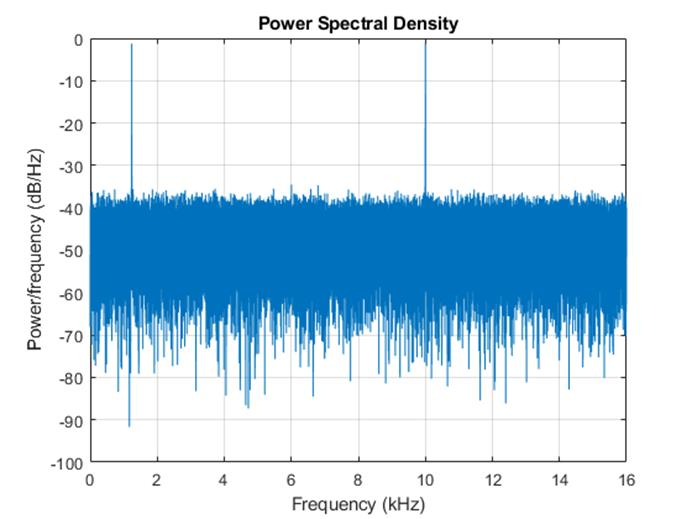 Power Spectral Density
Power/frequency (dB/Hz)
0
-10
-20
-30
-40
-50
-60
-70
-80
-90
-100
0 2 4 6 8 10 12 14 16
Frequency (kHz)